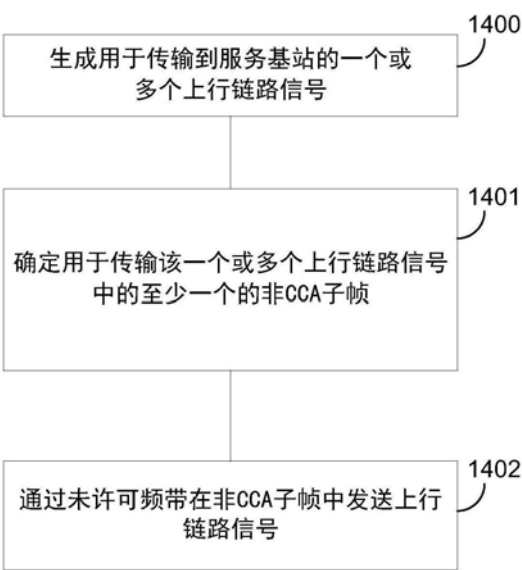 1400
生成用于传输到服务基站的一个或
多个上行链路信号
1401
确定用于传输该一个或多个上行链路信号
中的至少一个的非CCA子帧
1402
通过未许可频带在非CCA子帧中发送上行
链路信号